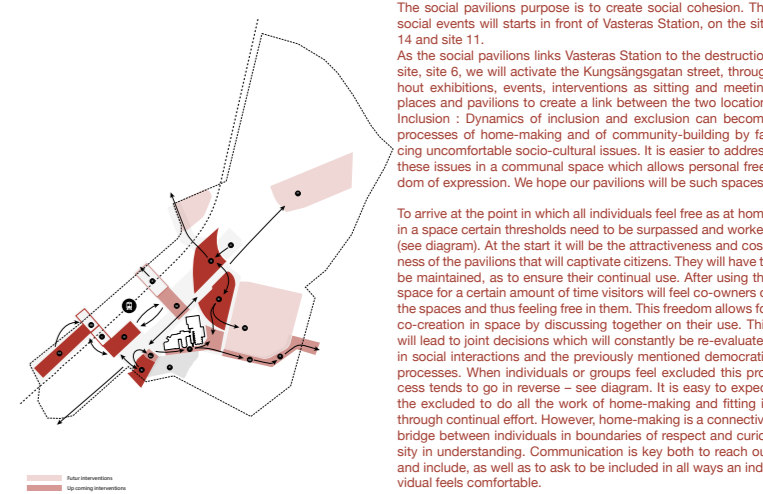 The social pavilions purpose is to create social cohesion. Th
social events will starts in front of Vasteras Station, on the sit
14 and site 11.
As the social pavilions links Vasteras Station to the destructio
site, site 6, we will activate the Kungsängsgatan street, throug
hout exhibitions, events, interventions as sitting and meetin
places and pavilions to create a link between the two location
Inclusion : Dynamics of inclusion and exclusion can becom
processes of home-making and of community-building by fa
cing uncomfortable socio-cultural issues. It is easier to addres
these issues in a communal space which allows personal free
dom of expression. We hope our pavilions will be such spaces
To arrive at the point in which all individuals feel free as at hom
in a space certain thresholds need to be surpassed and worke
(see diagram). At the start it will be the attractiveness and cos
ness of the pavilions that will captivate citizens. They will have t
be maintained, as to ensure their continual use. After using th
space for a certain amount of time visitors will feel co-owners o
the spaces and thus feeling free in them. This freedom allows fo
co-creation in space by discussing together on their use. Thi
will lead to joint decisions which will constantly be re-evaluate
in social interactions and the previously mentioned democrati
processes. When individuals or groups feel excluded this pro
cess tends to go in reverse – see diagram. It is easy to expec
the excluded to do all the work of home-making and fitting i
through continual effort. However, home-making is a connectiv
bridge between individuals in boundaries of respect and curio
sity in understanding. Communication is key both to reach ou
and include, as well as to ask to be included in all ways an ind
vidual feels comfortable.
Futur interventions
Up coming interventions